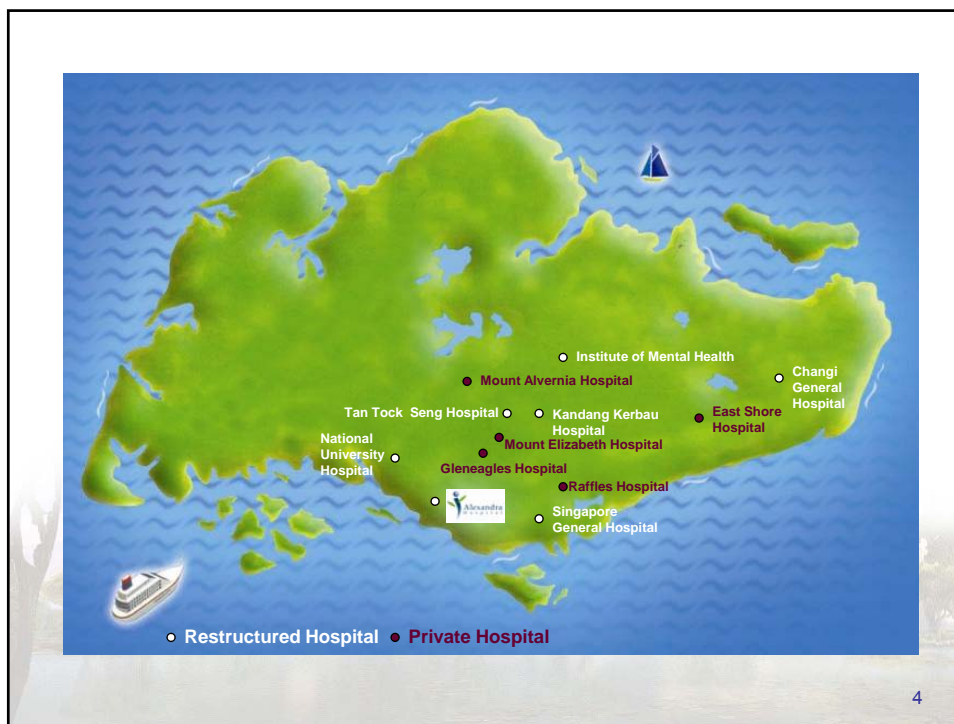 Institute of Mental Health
Mount Alvernia Hospital
Changi
General
Hospital
Tan Tock Seng Hospital
Kandang Kerbau
Hospital
East Shore
Hospital
National
University
Hospital
Mount Elizabeth Hospital
Gleneagles Hospital
Raffles Hospital
Alexandra
Hospital
Singapore
General Hospital
Restructured Hospital
Private Hospital
4